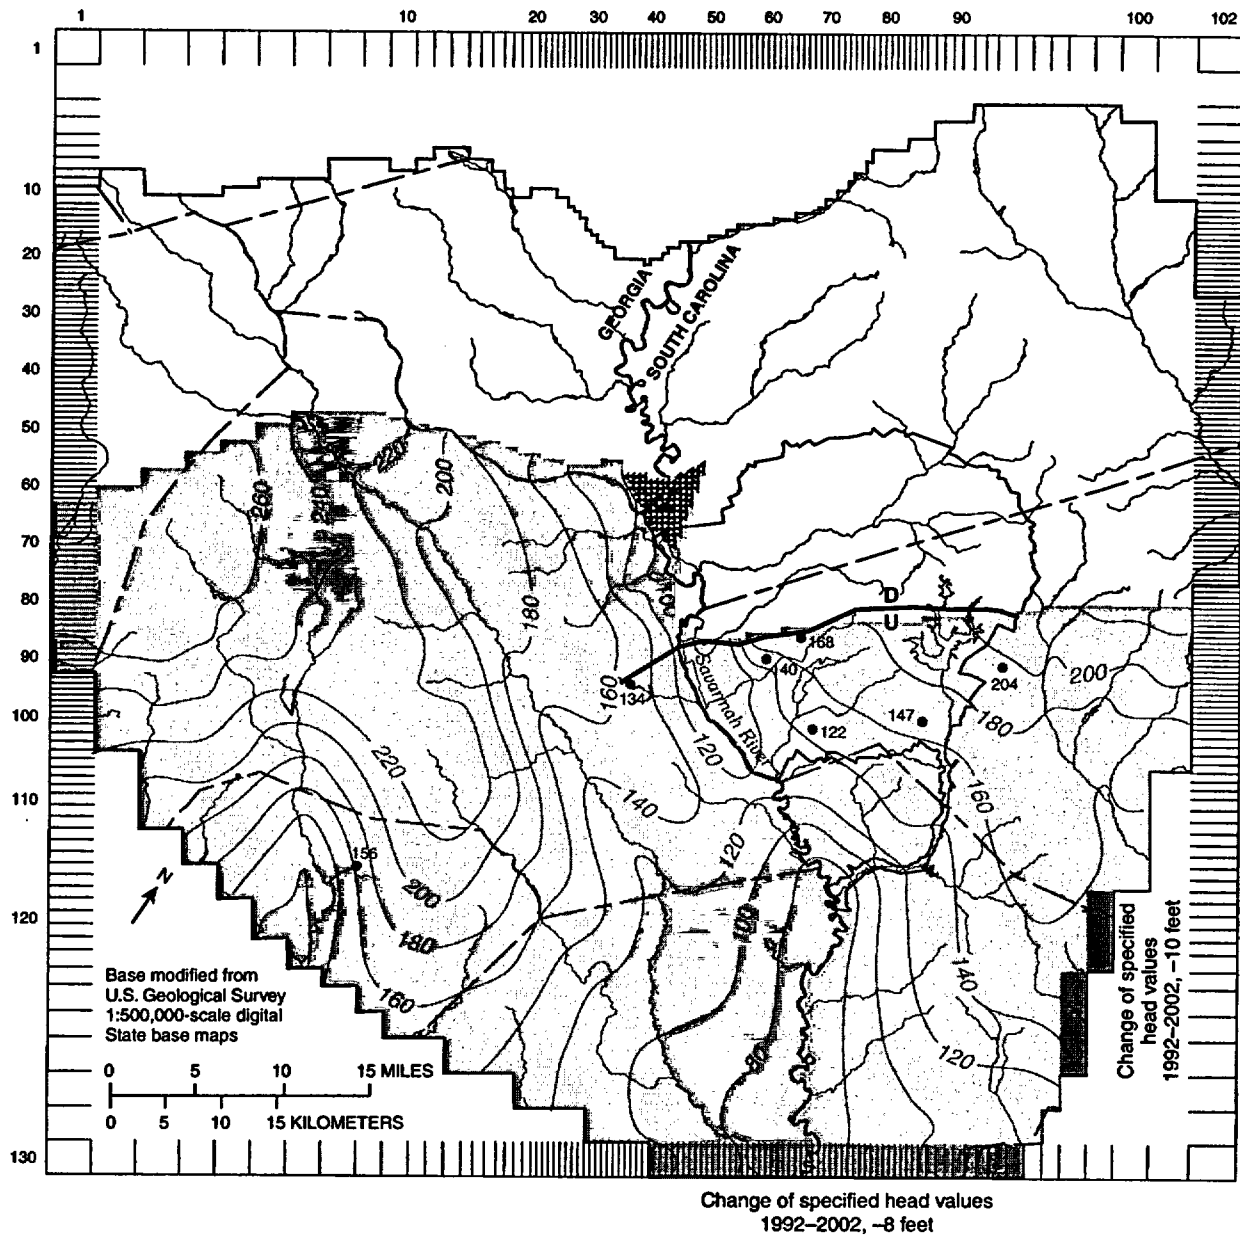 1 10 20 30 40 50 60 70 80 90 100 102
1
10
20
30
40
50
60
70
80
90
100
110
120
130
GEORGIA
SOUTH CAROLINA
220
200
260
240
180
D
U
168
140
160
134
Savannah River
204
200
180
147
122
120
220
140
160
120
156
200
180
160
100
140
80
120
N
Base modified from
U.S. Geological Survey
1:500,000-scale digital
State base maps
0 5 10 15 MILES
0 5 10 15 KILOMETERS
Change of specified
head values
1992–2002, –10 feet
Change of specified head values
1992–2002, –8 feet